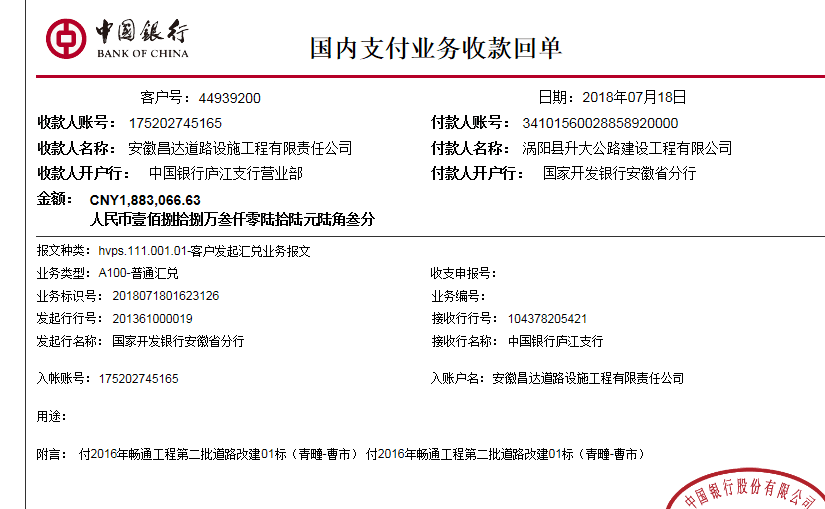 中国银行
BANK OF CHINA
国内支付业务收款回单
客户号：44939200 日期：2018年07月18日
收款人账号：175202745165 付款人账号：34101560028858920000
收款人名称：安徽昌达道路设施工程有限责任公司 付款人名称：涡阳县升大公路建设工程有限公司
收款人开户行：中国银行庐江支行营业部 付款人开户行：国家开发银行安徽省分行
金额：CNY1,883,066.63
人民币壹佰捌拾捌万叁仟零陆拾陆元陆角叁分
报文种类：hvps.111.001.01-客户发起汇兑业务报文
业务类型：A100-普通汇兑 收支申报号：
业务标识号：2018071801623126 业务编号：
发起行行号：201361000019 接收行行号：104378205421
发起行名称：国家开发银行安徽省分行 接收行名称：中国银行庐江支行
入帐账号：175202745165 入账户名：安徽昌达道路设施工程有限责任公司
用途：
附言：付2016年畅通工程第二批道路改建01标（青疃-曹市）付2016年畅通工程第二批道路改建01标（青疃-曹市）
中国银行股份有限公司